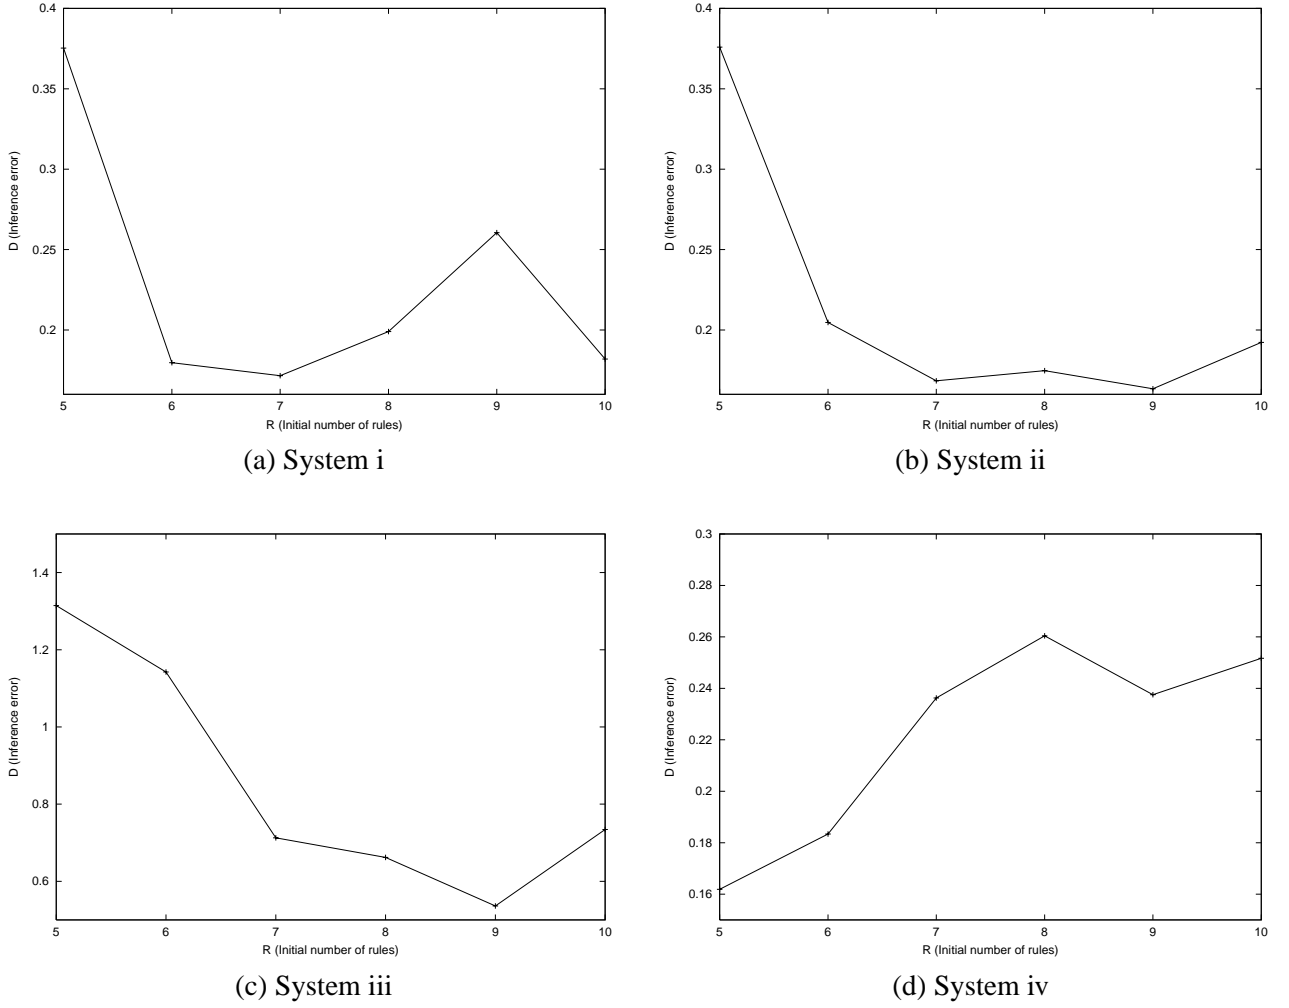 0.4
0.35
0.3
0.25
0.2
D (Inference error)
5 6 7 8 9 10
R (Initial number of rules)
(a) System i
0.4
0.35
0.3
0.25
0.2
D (Inference error)
5 6 7 8 9 10
R (Initial number of rules)
(b) System ii
1.4
1.2
1
0.8
0.6
D (Inference error)
5 6 7 8 9 10
R (Initial number of rules)
(c) System iii
0.3
0.28
0.26
0.24
0.22
0.2
0.18
0.16
D (Inference error)
5 6 7 8 9 10
R (Initial number of rules)
(d) System iv